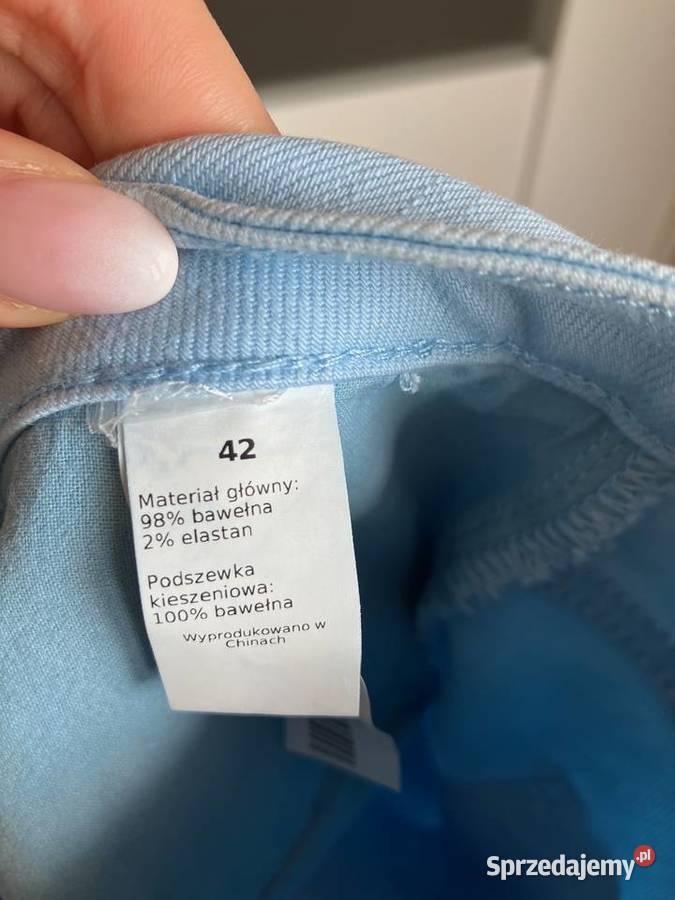 42
Materiał główny:
98% bawełna
2% elastan
Podszewka
kieszeniowa:
100% bawełna
Wyprodukowano w
Chinach
Sprzedajemy.pl